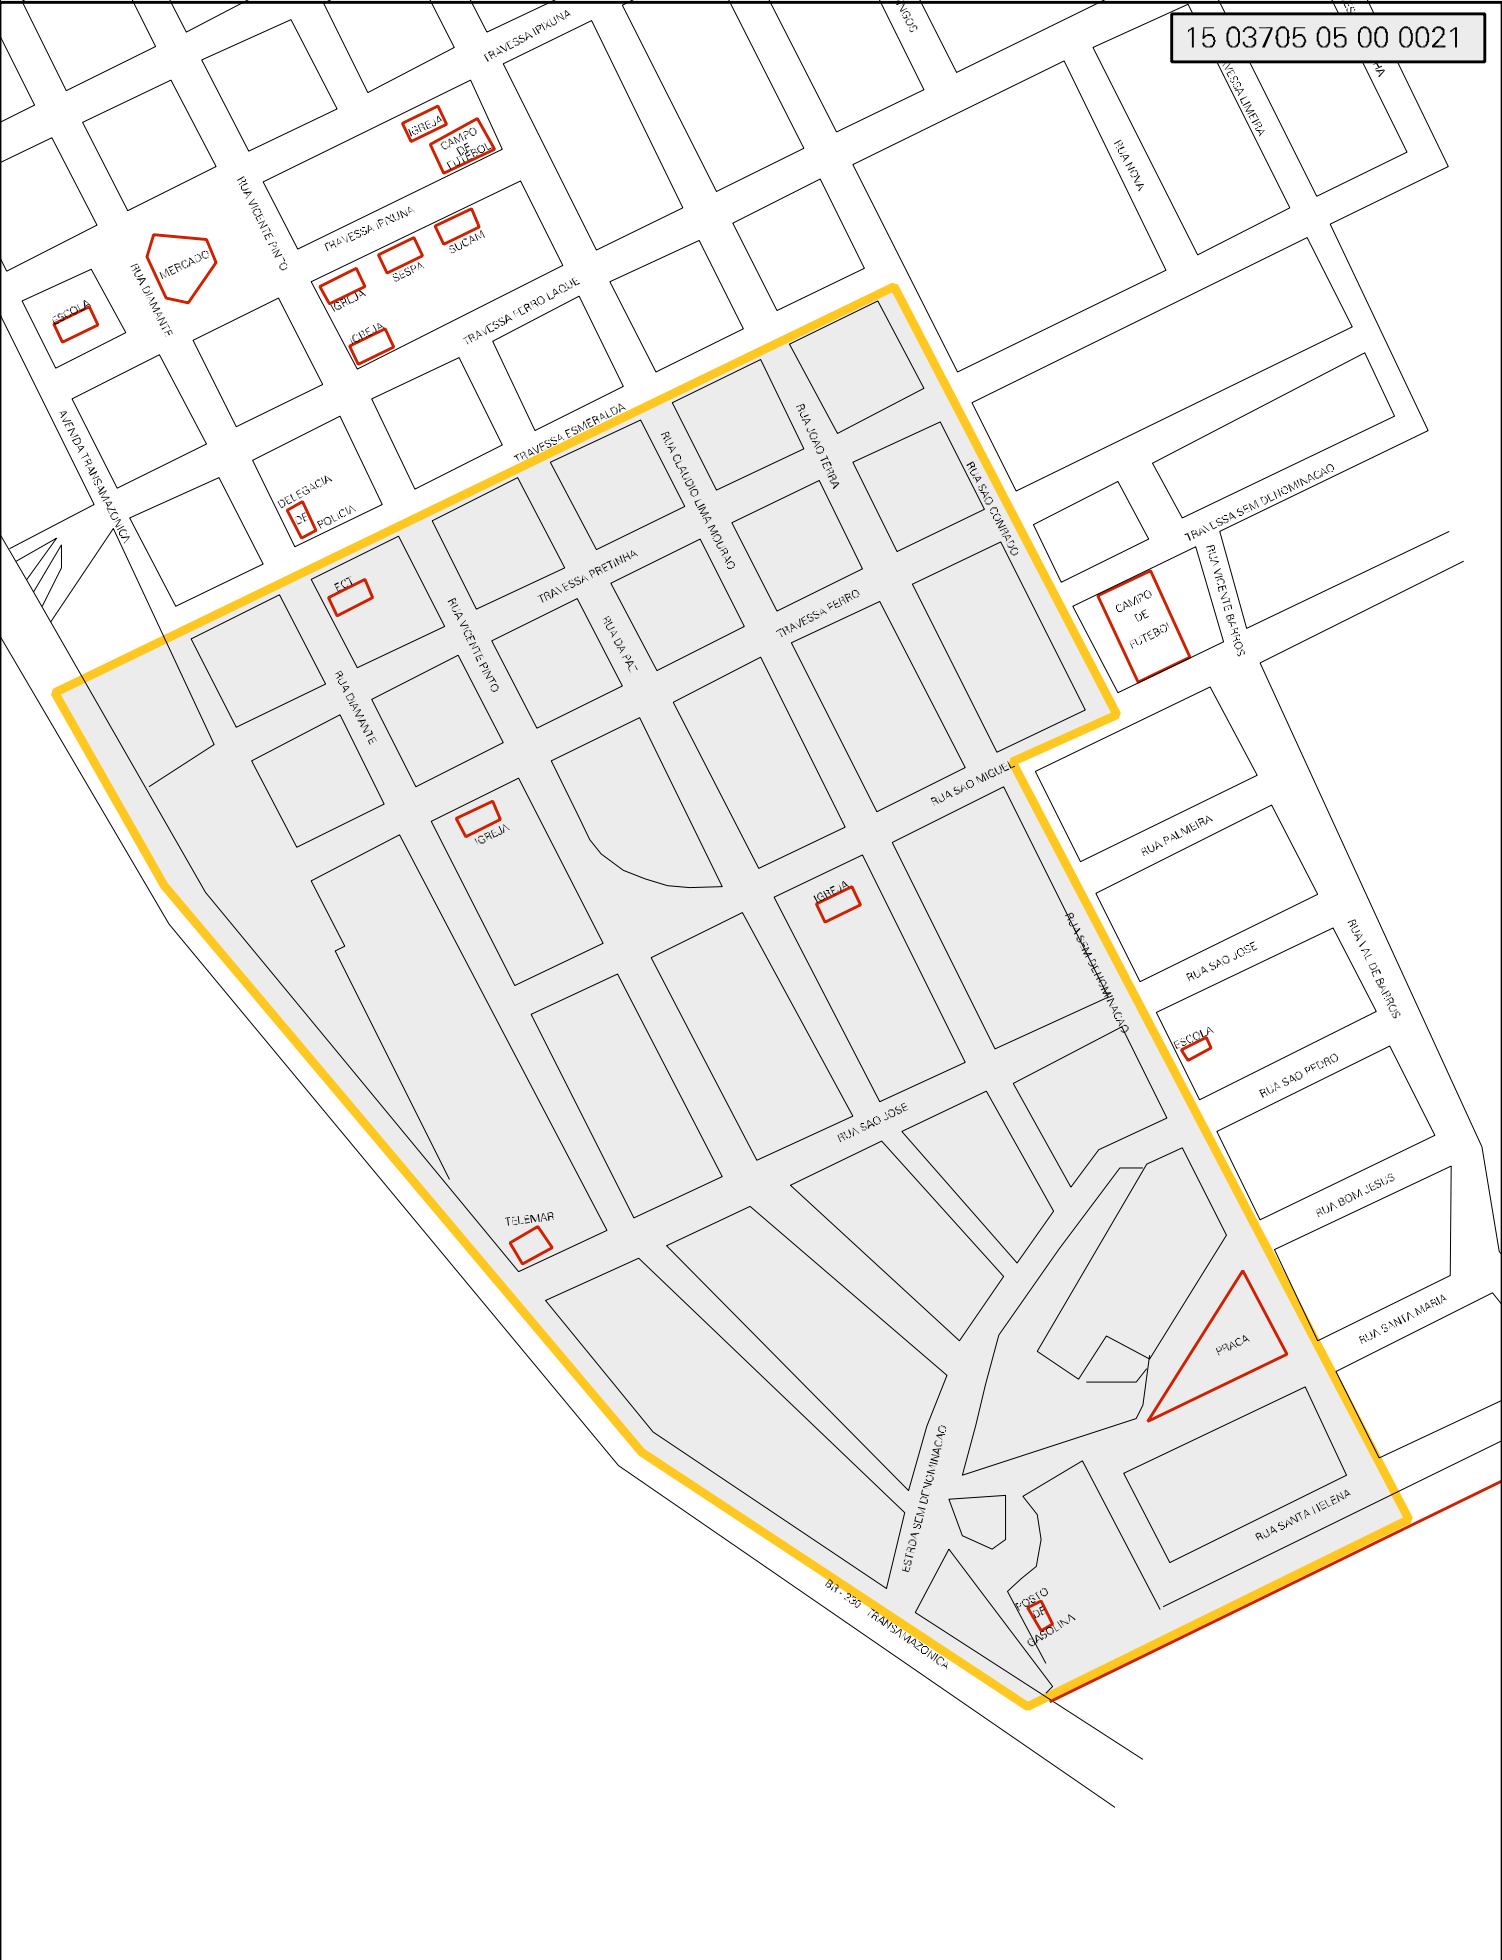 15 03705 05 00 0021
TRAVESSA IPIXUNA
RUA NOVA
IGREJA
CAMPO
DE
FUTEBOL
RUA VICENTE PINTO
TRAVESSA IPIXUNA
SUCAM
SESPA
IGREJA
MERCADO
RUA DIAMANTE
ESCOLA
IGREJA
TRAVESSA FERRO LAQUE
TRAVESSA ESMERALDA
AVENIDA TRANSAMAZONICA
DELEGACIA
DE
POLICIA
RUA CLAUDIO LIMA MOURAO
RUA JOAO TERRA
RUA SAO CONRADO
TRAVESSA SEM DENOMINACAO
RUA VICENTE BARROS
CAMPO
DE
FUTEBOL
ECT
TRAVESSA PRETINHA
TRAVESSA FERRO
RUA VICENTE PINTO
RUA DA PAZ
RUA DIAMANTE
RUA SAO MIGUEL
RUA PALMEIRA
IGREJA
IGREJA
RUA SEM DENOMINACAO
RUA SAO JOSE
RUA VAL DE BARROS
ESCOLA
RUA SAO PEDRO
RUA SAO JOSE
RUA BOM JESUS
TELEMAR
RUA SANTA MARIA
PRACA
ESTRDA SEM DENOMINACAO
RUA SANTA HELENA
POSTO
DE
GASOLINA
BR - 230 - TRANSAMAZONICA